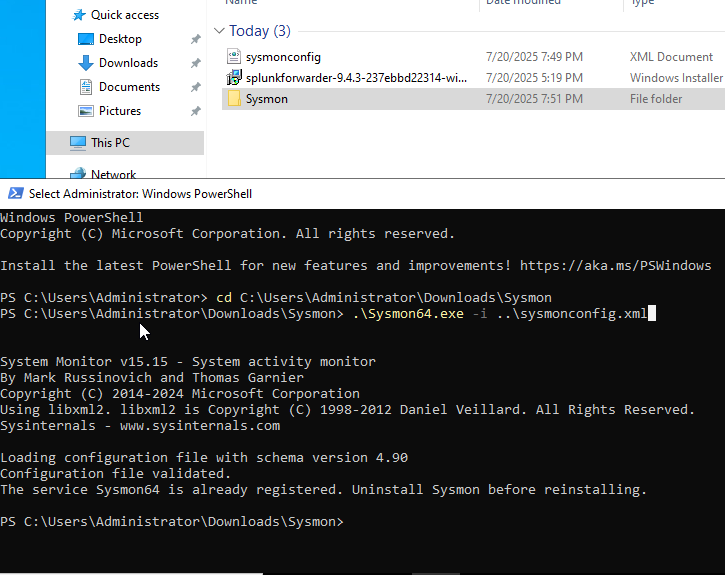 Name Date modified Type
Quick access
Today (3)
Desktop
sysmonconfig 7/20/2025 7:49 PM XML Document
Downloads
splunkforwarder-9.4.3-237ebbd22314-wi... 7/20/2025 5:19 PM Windows Installer
Documents
Sysmon 7/20/2025 7:51 PM File folder
Pictures
This PC
Network
Select Administrator: Windows PowerShell
Windows PowerShell
Copyright (C) Microsoft Corporation. All rights reserved.
Install the latest PowerShell for new features and improvements! https://aka.ms/PSWindows
PS C:\Users\Administrator> cd C:\Users\Administrator\Downloads\Sysmon
PS C:\Users\Administrator\Downloads\Sysmon> .\Sysmon64.exe -i ..\sysmonconfig.xml
System Monitor v15.15 - System activity monitor
By Mark Russinovich and Thomas Garnier
Copyright (C) 2014-2024 Microsoft Corporation
Using libxml2. libxml2 is Copyright (C) 1998-2012 Daniel Veillard. All Rights Reserved.
Sysinternals - www.sysinternals.com
Loading configuration file with schema version 4.90
Configuration file validated.
The service Sysmon64 is already registered. Uninstall Sysmon before reinstalling.
PS C:\Users\Administrator\Downloads\Sysmon>